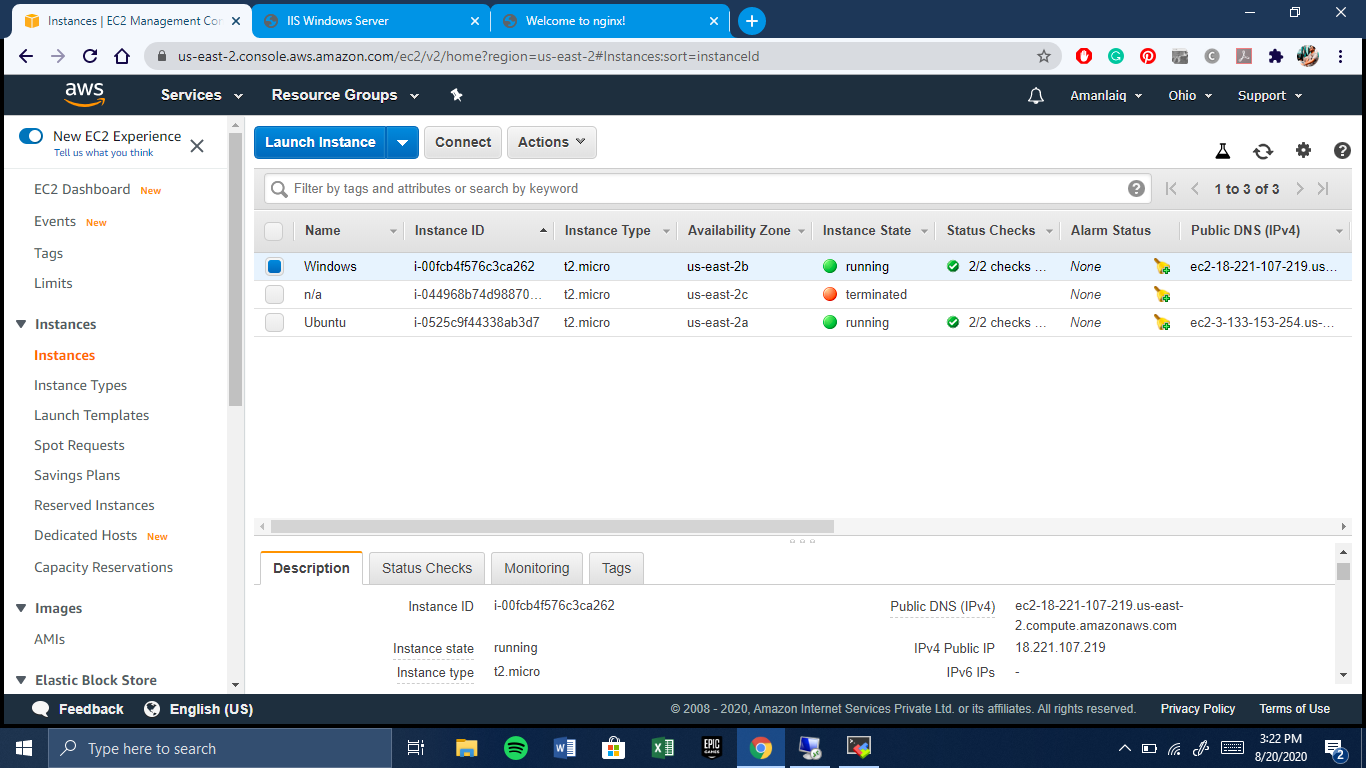 Instances | EC2 Management Con
IIS Windows Server
Welcome to nginx!
us-east-2.console.aws.amazon.com/ec2/v2/home?region=us-east-2#Instances:sort=instanceId
aws Services Resource Groups Amanlaiq Ohio Support
New EC2 Experience
Tell us what you think
EC2 Dashboard New
Events New
Tags
Limits
Instances
Instances
Instance Types
Launch Templates
Spot Requests
Savings Plans
Reserved Instances
Dedicated Hosts New
Capacity Reservations
Images
AMIs
Elastic Block Store
Launch Instance Connect Actions
Filter by tags and attributes or search by keyword 1 to 3 of 3
Name Instance ID Instance Type Availability Zone Instance State Status Checks Alarm Status Public DNS (IPv4)
Windows i-00fcb4f576c3ca262 t2.micro us-east-2b running 2/2 checks ... None ec2-18-221-107-219.us...
n/a i-044968b74d98870... t2.micro us-east-2c terminated None
Ubuntu i-0525c9f44338ab3d7 t2.micro us-east-2a running 2/2 checks ... None ec2-3-133-153-254.us-...
Description Status Checks Monitoring Tags
Instance ID i-00fcb4f576c3ca262 Public DNS (IPv4) ec2-18-221-107-219.us-east-
2.compute.amazonaws.com
Instance state running IPv4 Public IP 18.221.107.219
Instance type t2.micro IPv6 IPs -
Feedback English (US) © 2008 - 2020, Amazon Internet Services Private Ltd. or its affiliates. All rights reserved. Privacy Policy Terms of Use
Type here to search
EPIC
GAMES
3:22 PM
8/20/2020
2